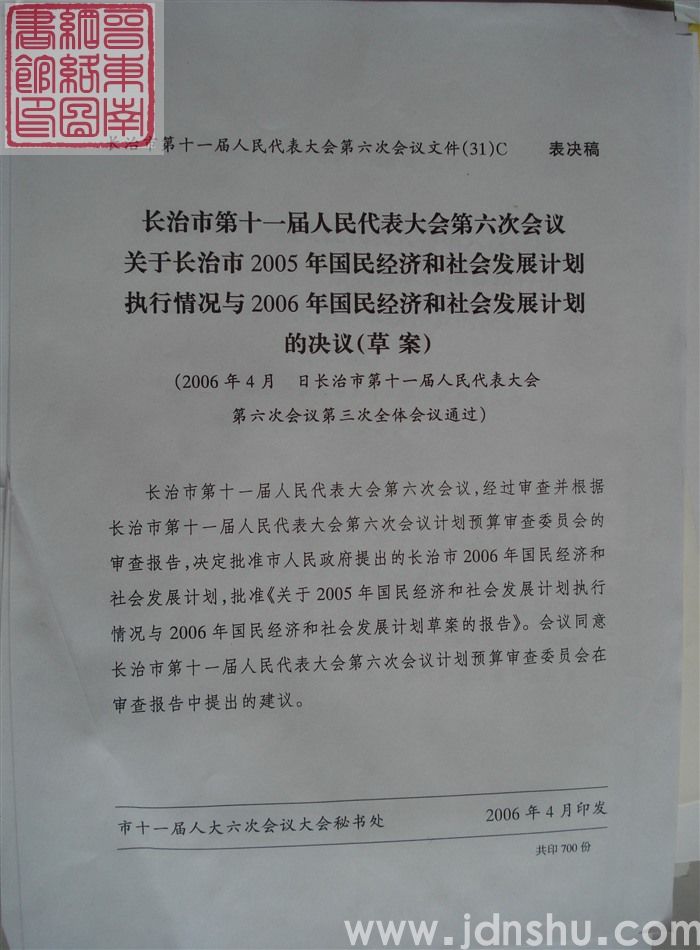 晋东南
網絡圖
書館印
长治市第十一届人民代表大会第六次会议文件(31)C 表决稿
长治市第十一届人民代表大会第六次会议
关于长治市 2005 年国民经济和社会发展计划
执行情况与 2006 年国民经济和社会发展计划
的决议(草 案)
(2006 年 4 月 日长治市第十一届人民代表大会
第六次会议第三次全体会议通过)
长治市第十一届人民代表大会第六次会议,经过审查并根据
长治市第十一届人民代表大会第六次会议计划预算审查委员会的
审查报告,决定批准市人民政府提出的长治市 2006 年国民经济和
社会发展计划,批准《关于 2005 年国民经济和社会发展计划执行
情况与 2006 年国民经济和社会发展计划草案的报告》。会议同意
长治市第十一届人民代表大会第六次会议计划预算审查委员会在
审查报告中提出的建议。
市十一届人大六次会议大会秘书处 2006 年 4 月印发
共印 700 份
www.jdnshu.com